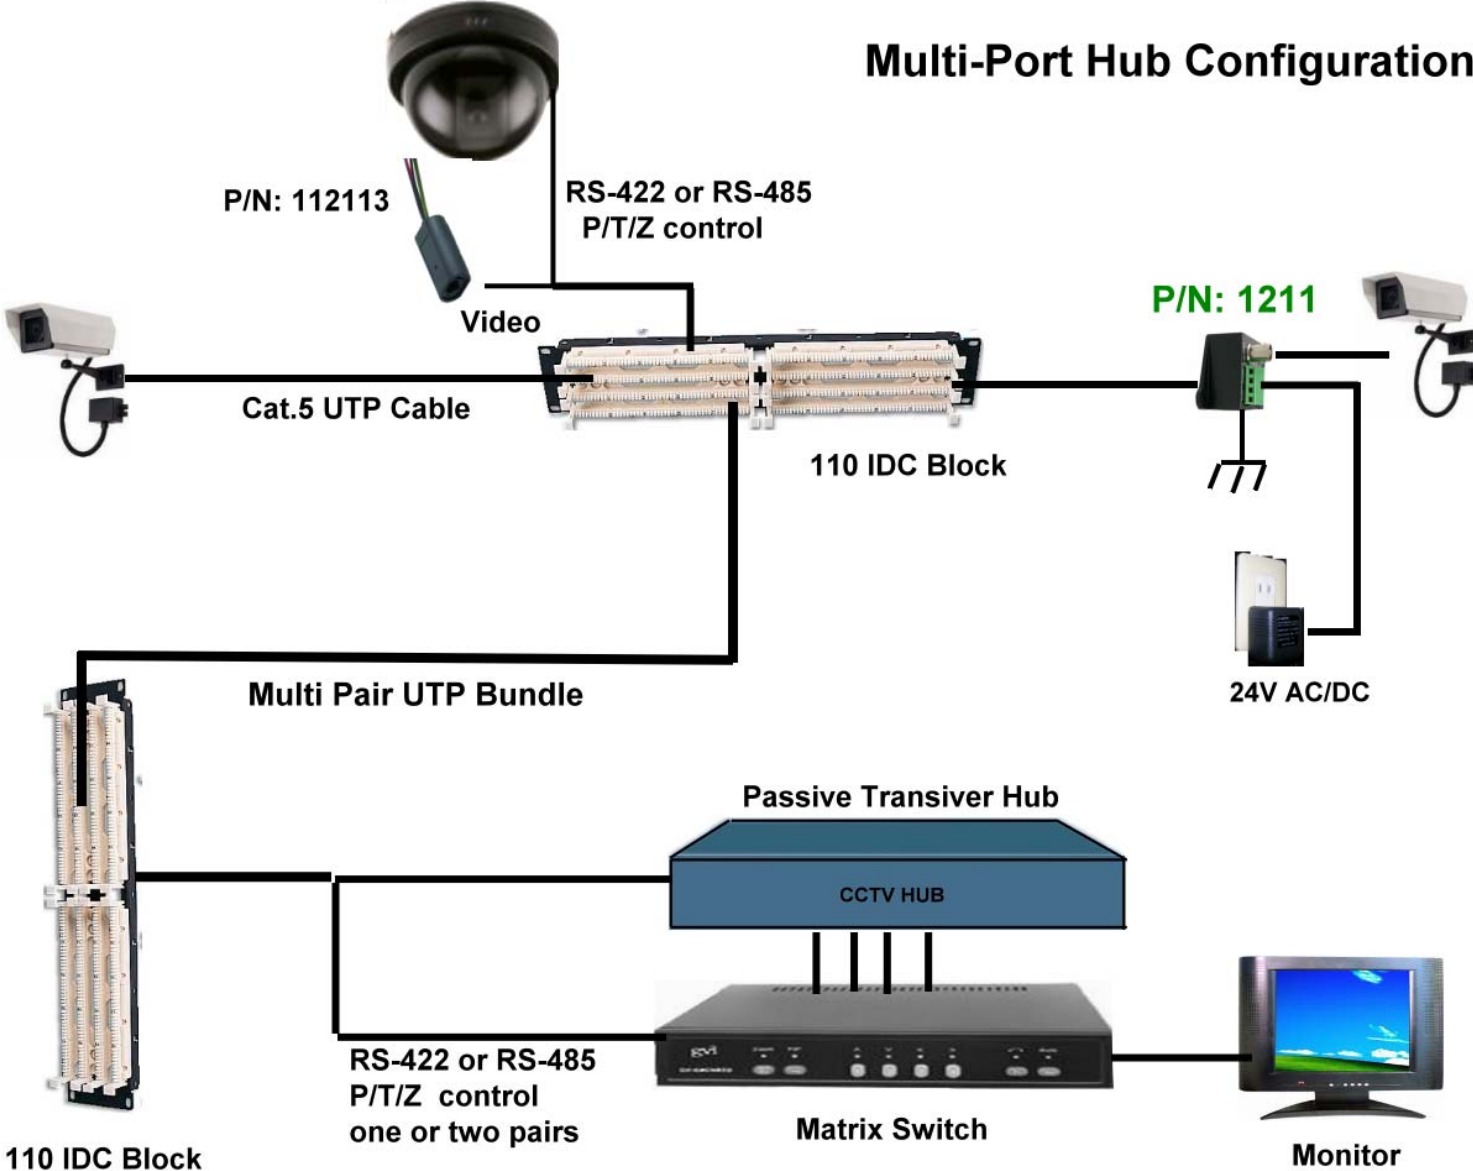 Multi-Port Hub Configuration
P/N: 112113
RS-422 or RS-485
P/T/Z control
P/N: 1211
Video
Cat.5 UTP Cable
110 IDC Block
24V AC/DC
Multi Pair UTP Bundle
Passive Transiver Hub
CCTV HUB
gvi
RS-422 or RS-485
P/T/Z control
one or two pairs
Matrix Switch
Monitor
110 IDC Block